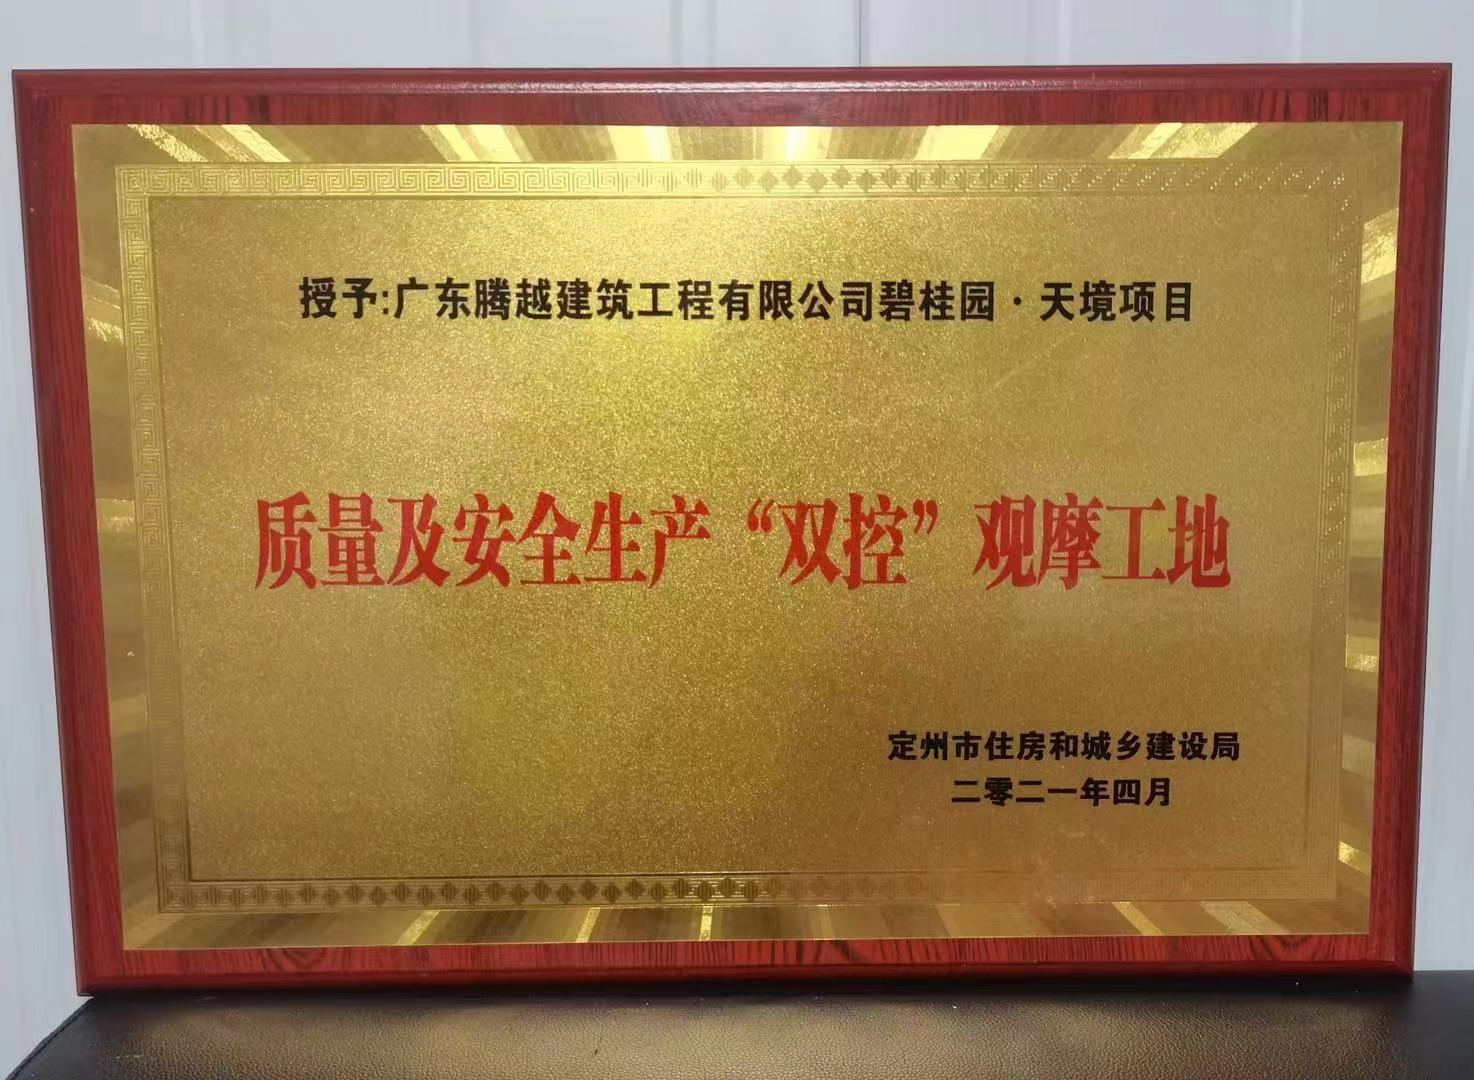 授予:广东腾越建筑工程有限公司碧桂园·天境项目
质量及安全生产“双控”观摩工地
定州市住房和城乡建设局
二零二一年四月